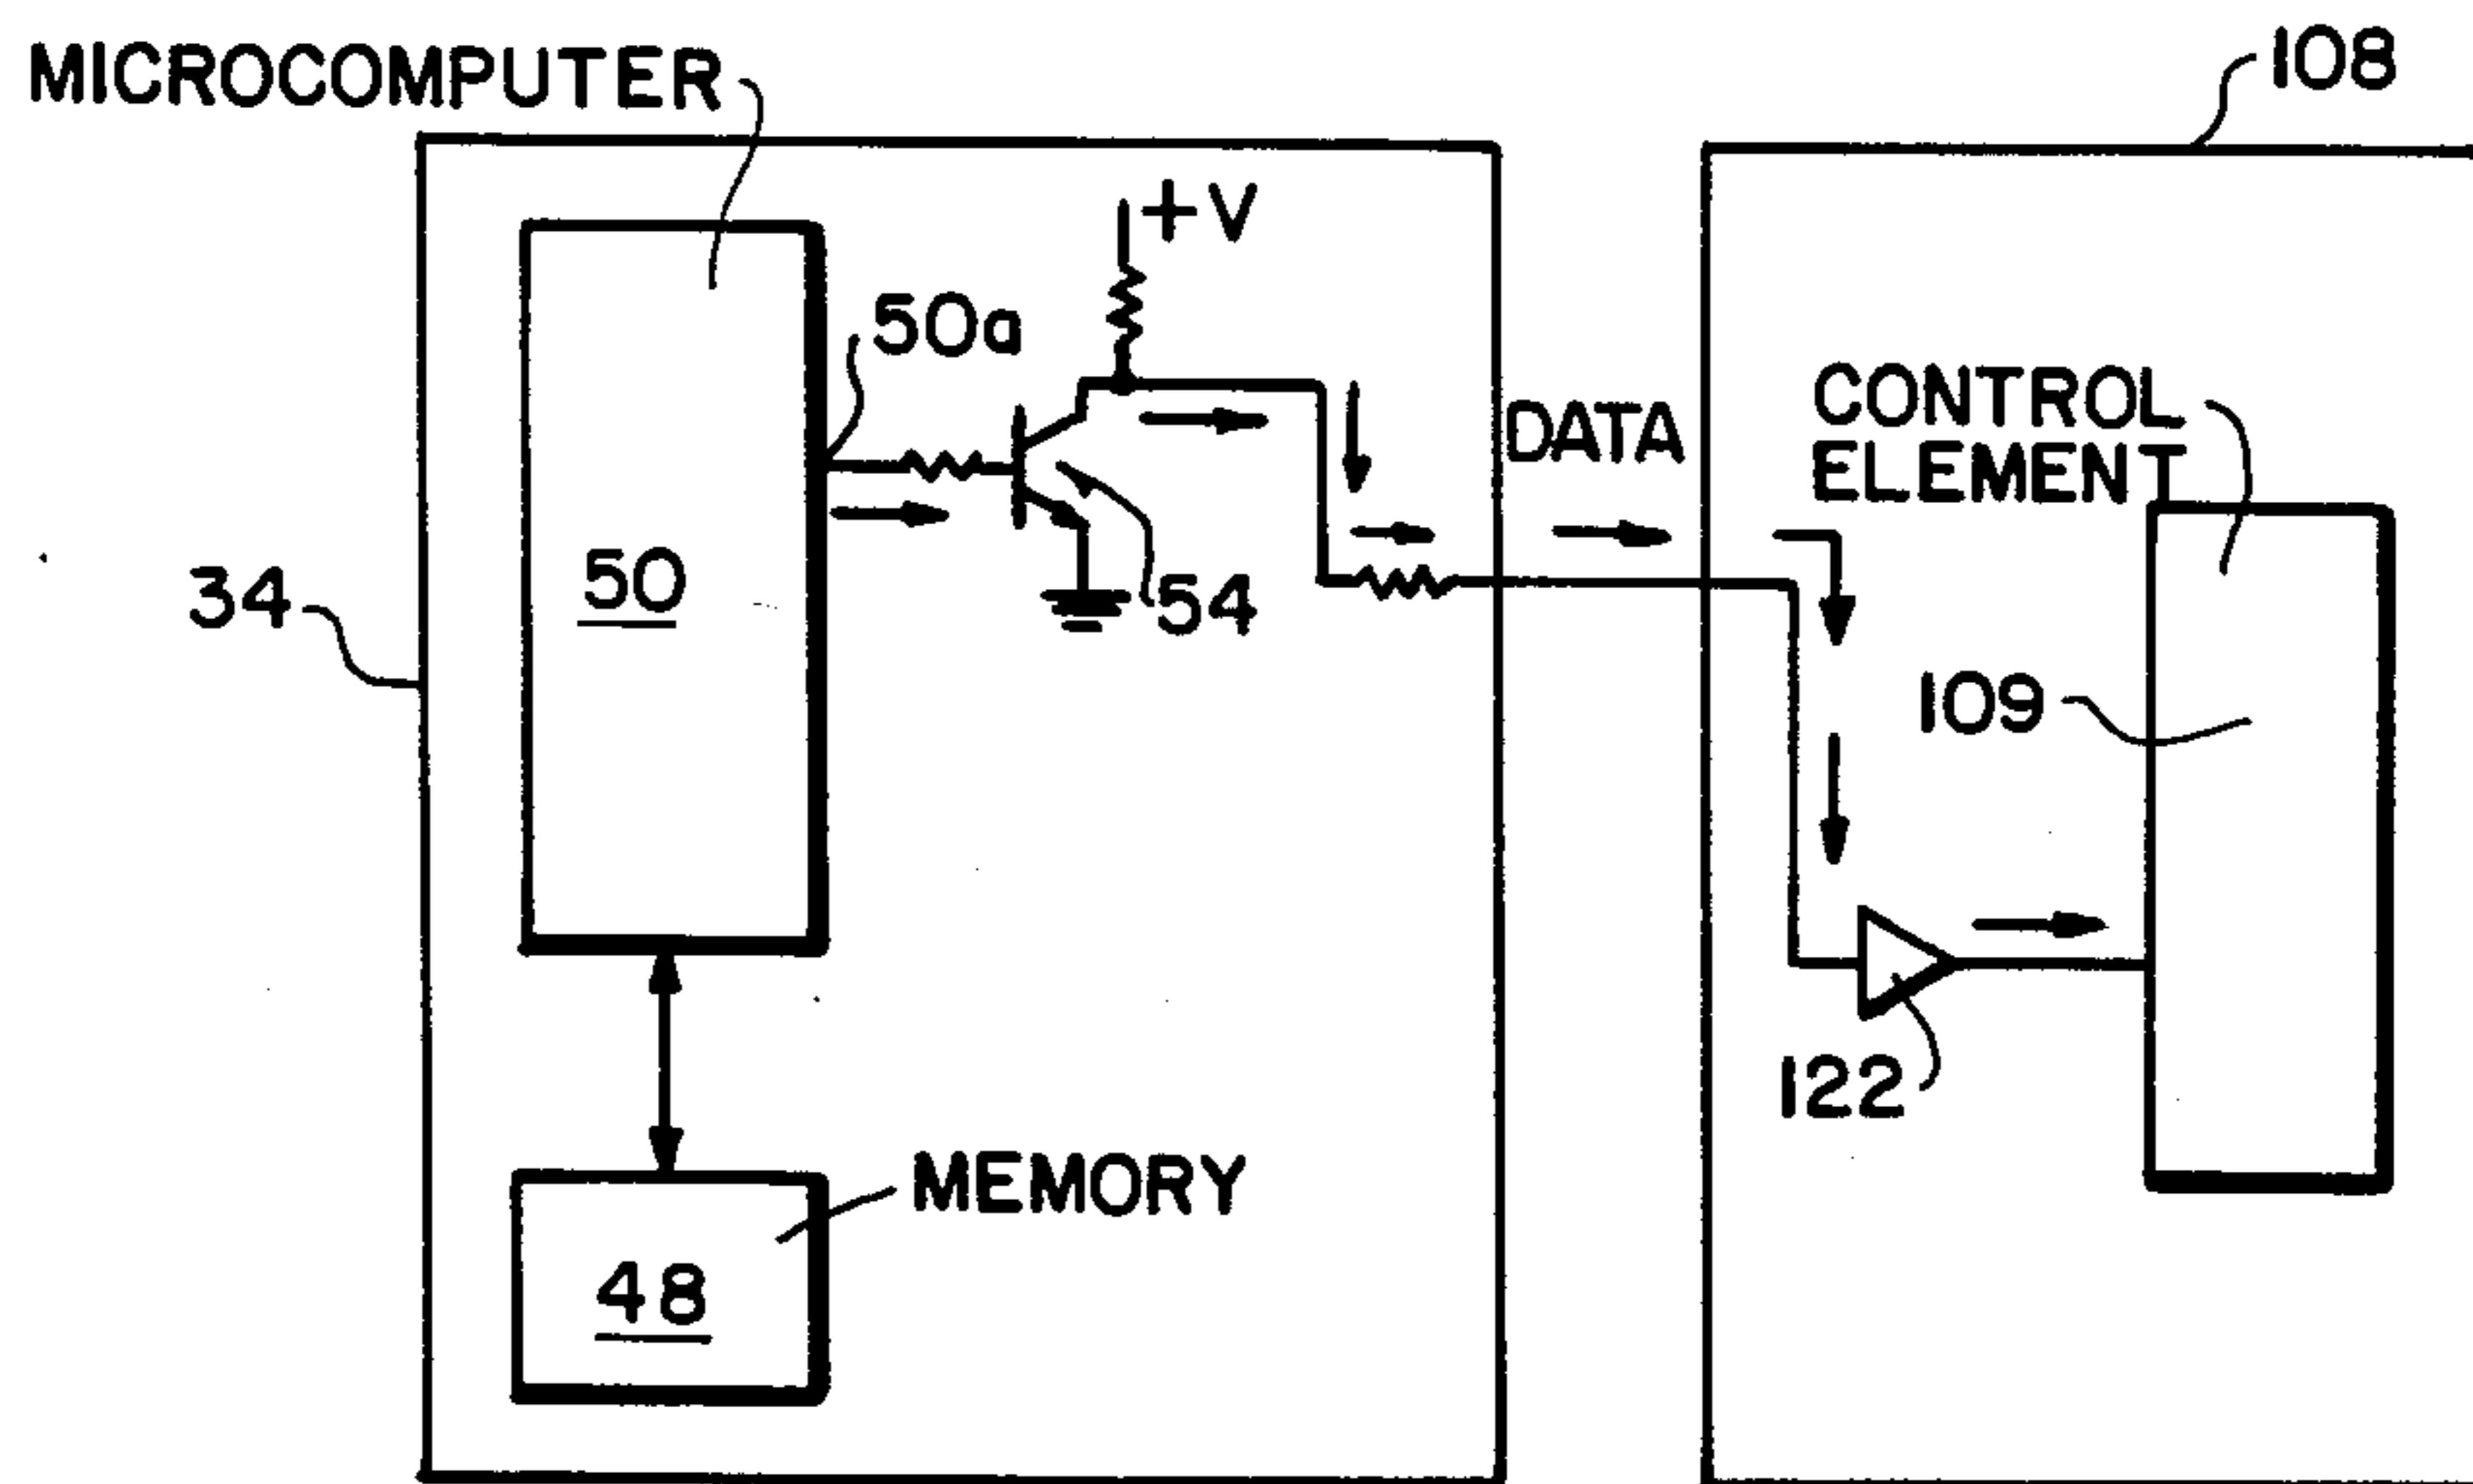 MICROCOMPUTER
108
+V
50a
CONTROL
ELEMENT
DATA
50
34
54
109
122
MEMORY
48